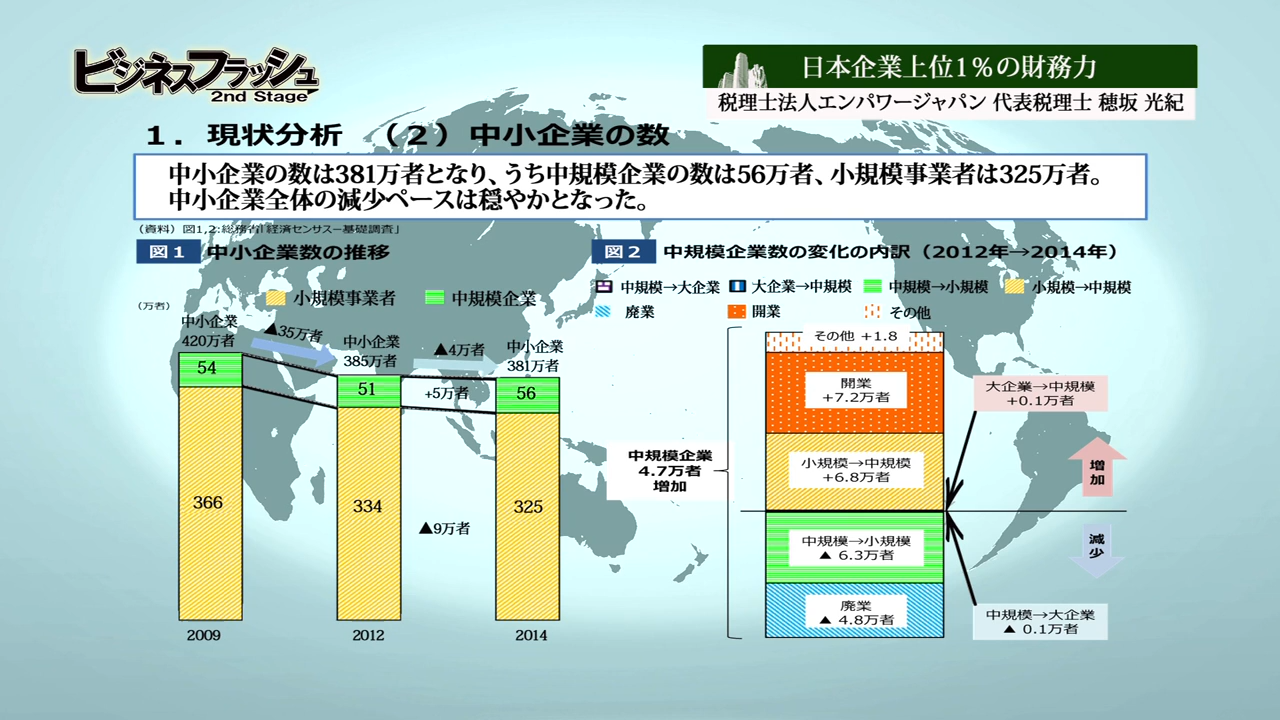 ビジネスフラッシュ
2nd Stage
日本企業上位1%の財務力
税理士法人エンパワージャパン 代表税理士 穂坂 光紀
1.現状分析 (2)中小企業の数
中小企業の数は381万者となり、うち中規模企業の数は56万者、小規模事業者は325万者。
中小企業全体の減少ペースは穏やかとなった。
(資料)図1,2:総務省「経済センサスー基礎調査」
図1 中小企業数の推移
小規模事業者 中規模企業
(万者)
中小企業
420万者
▲35万者
中小企業
385万者
▲4万者
中小企業
381万者
54
51
+5万者
56
366
334
▲9万者
325
2009
2012
2014
図2 中規模企業数の変化の内訳(2012年→2014年)
中規模→大企業 大企業→中規模 中規模→小規模 小規模→中規模
廃業 開業 その他
その他 +1.8
開業
+7.2万者
大企業→中規模
+0.1万者
中規模企業
4.7万者
増加
小規模→中規模
+6.8万者
増加
中規模→小規模
▲ 6.3万者
減少
廃業
▲ 4.8万者
中規模→大企業
▲ 0.1万者